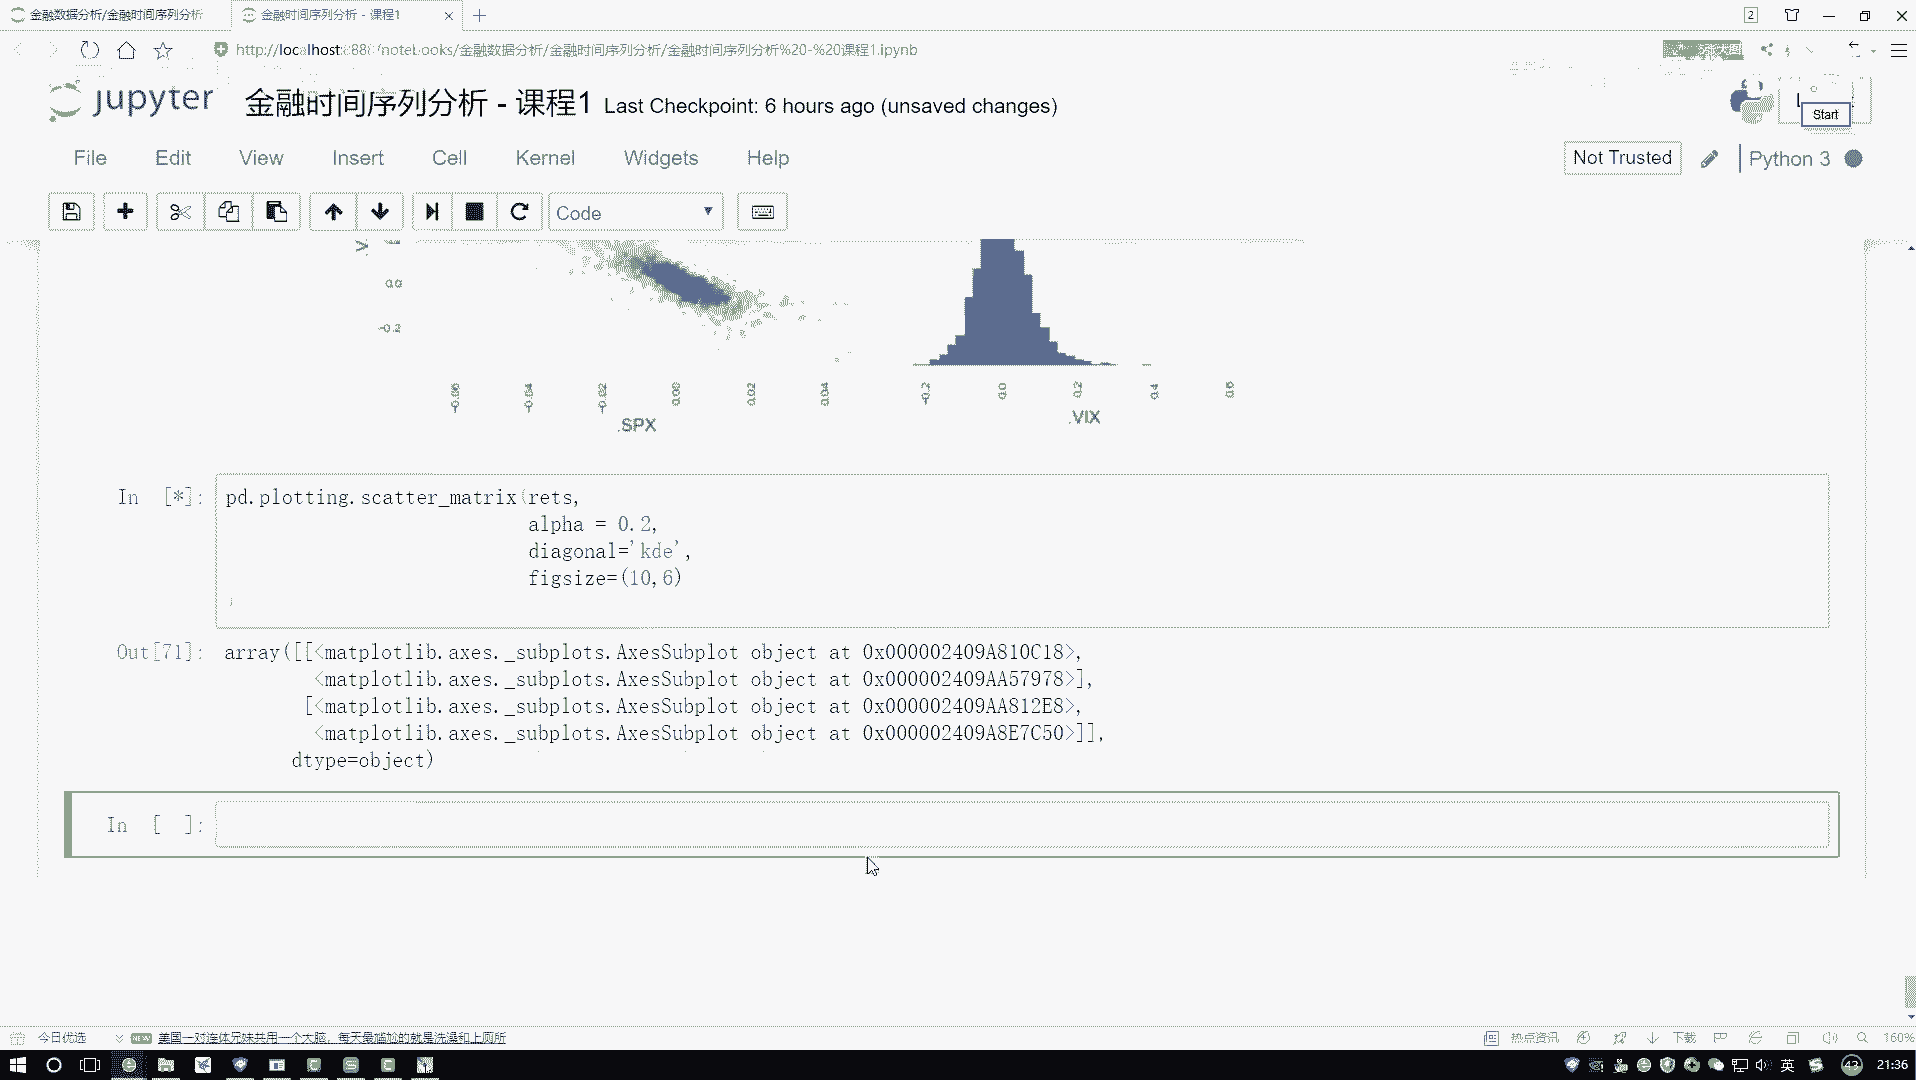 金融数据分析/金融时间序列分析
金融时间序列分析 - 课程1
2
http://localhost:888/notebooks/金融数据分析/金融时间序列分析/金融时间序列分析%20-%20课程1.ipynb
jupyter 金融时间序列分析 - 课程1 Last Checkpoint: 6 hours ago (unsaved changes)
Start
File Edit View Insert Cell Kernel Widgets Help
Not Trusted
Python 3
Code
0.0
-0.2
-0.06 -0.04 -0.02 0.00 0.02 0.04
-0.2 0.0 0.2 0.4 0.6
.SPX
.VIX
In [*]: pd.plotting.scatter_matrix(rets,
alpha = 0.2,
diagonal='kde',
figsize=(10,6)
)
Out[71]: array([[<matplotlib.axes._subplots.AxesSubplot object at 0x000002409A810C18>,
<matplotlib.axes._subplots.AxesSubplot object at 0x000002409AA57978>],
[<matplotlib.axes._subplots.AxesSubplot object at 0x000002409AA812E8>,
<matplotlib.axes._subplots.AxesSubplot object at 0x000002409A8E7C50>]],
dtype=object)
In [ ]:
今日优选
NEW
美国一对连体兄妹共用一个大脑，每天最尴尬的就是洗澡和上厕所
热点资讯
下载
160%
英
43
21:36